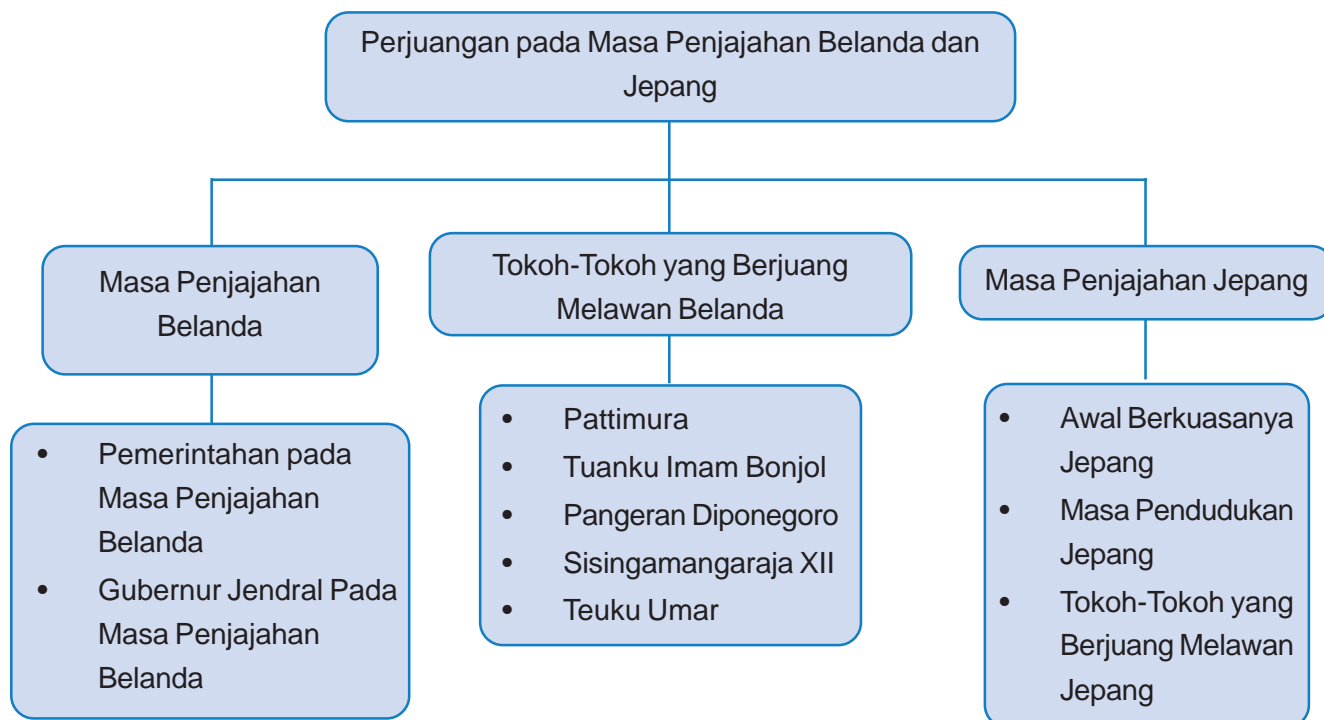 Perjuangan pada Masa Penjajahan Belanda dan
Jepang
Masa Penjajahan
Belanda
• Pemerintahan pada
Masa Penjajahan
Belanda
• Gubernur Jendral Pada
Masa Penjajahan
Belanda
Tokoh-Tokoh yang Berjuang
Melawan Belanda
• Pattimura
• Tuanku Imam Bonjol
• Pangeran Diponegoro
• Sisingamangaraja XII
• Teuku Umar
Masa Penjajahan Jepang
• Awal Berkuasanya
Jepang
• Masa Pendudukan
Jepang
• Tokoh-Tokoh yang
Berjuang Melawan
Jepang